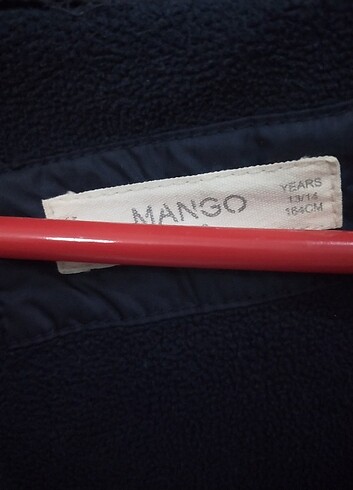 MANGO
YEARS
13/14
164CM